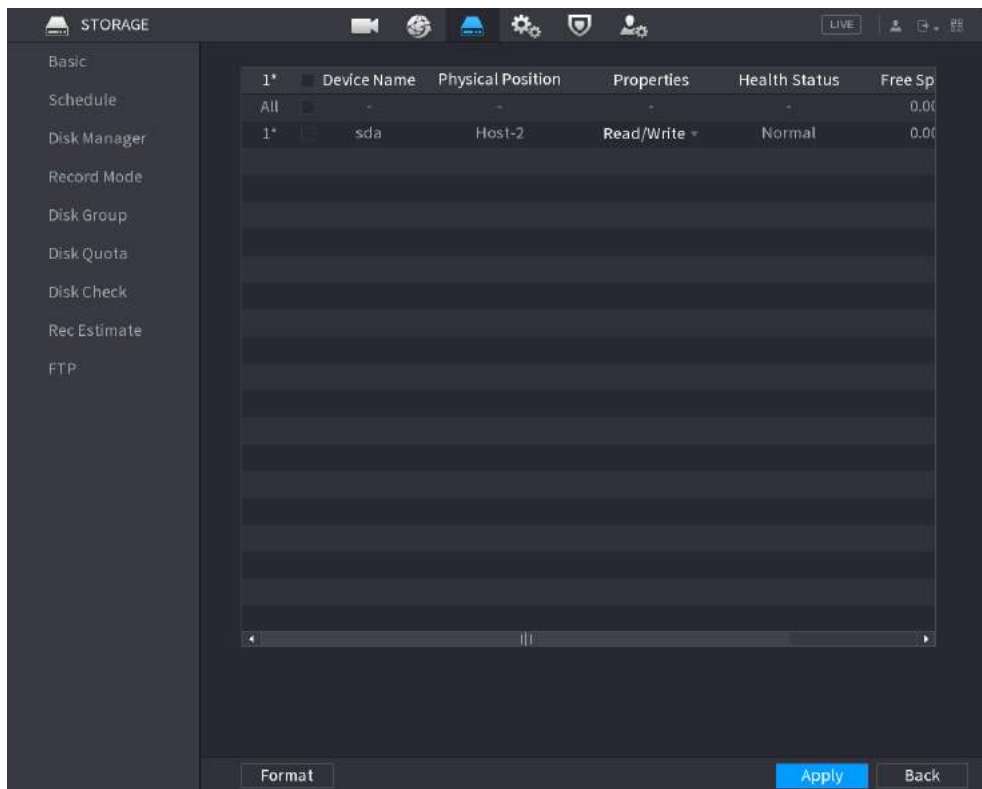 STORAGE
LIVE
Basic
Schedule
Disk Manager
Record Mode
Disk Group
Disk Quota
Disk Check
Rec Estimate
FTP
1* Device Name Physical Position Properties Health Status Free Sp
All - - - - 0.00
1* sda Host-2 Read/Write Normal 0.00
Format Apply Back